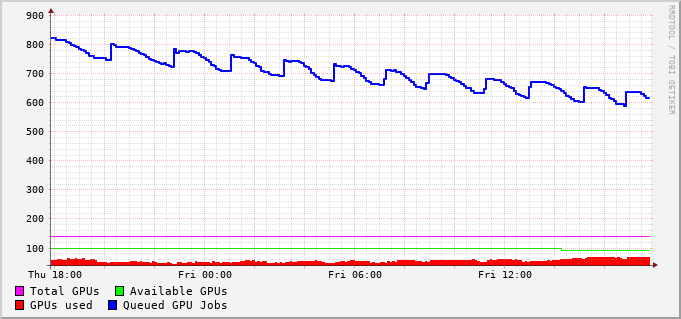 900
800
700
600
500
400
300
200
100
Thu 18:00 Fri 00:00 Fri 06:00 Fri 12:00
Total GPUs Available GPUs
GPUs used Queued GPU Jobs
RRDTOOL / TOBI OETIKER